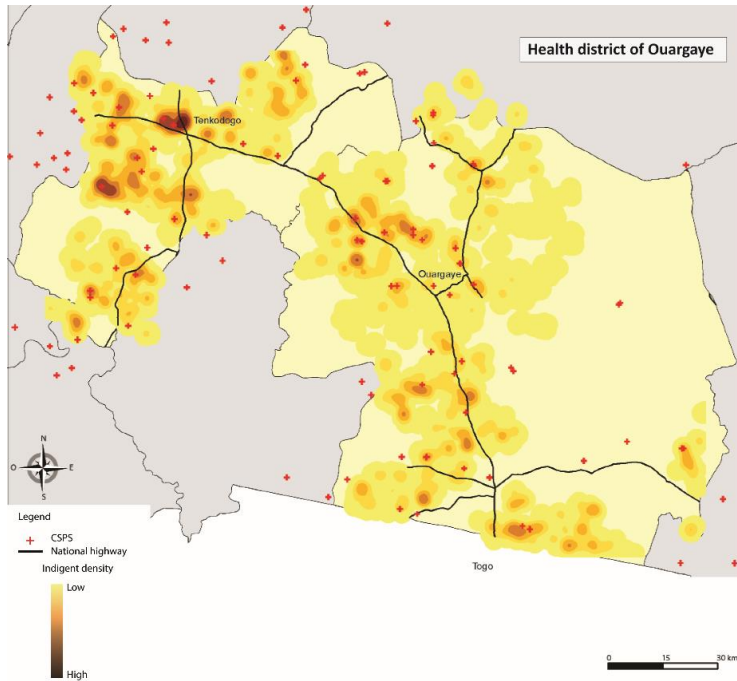 Health district of Ouargaye
Tenkodogo
Ouargaye
N
O E
S
Legend
CSPS
National highway
Indigent density
Low
High
Togo
0 15 30 km